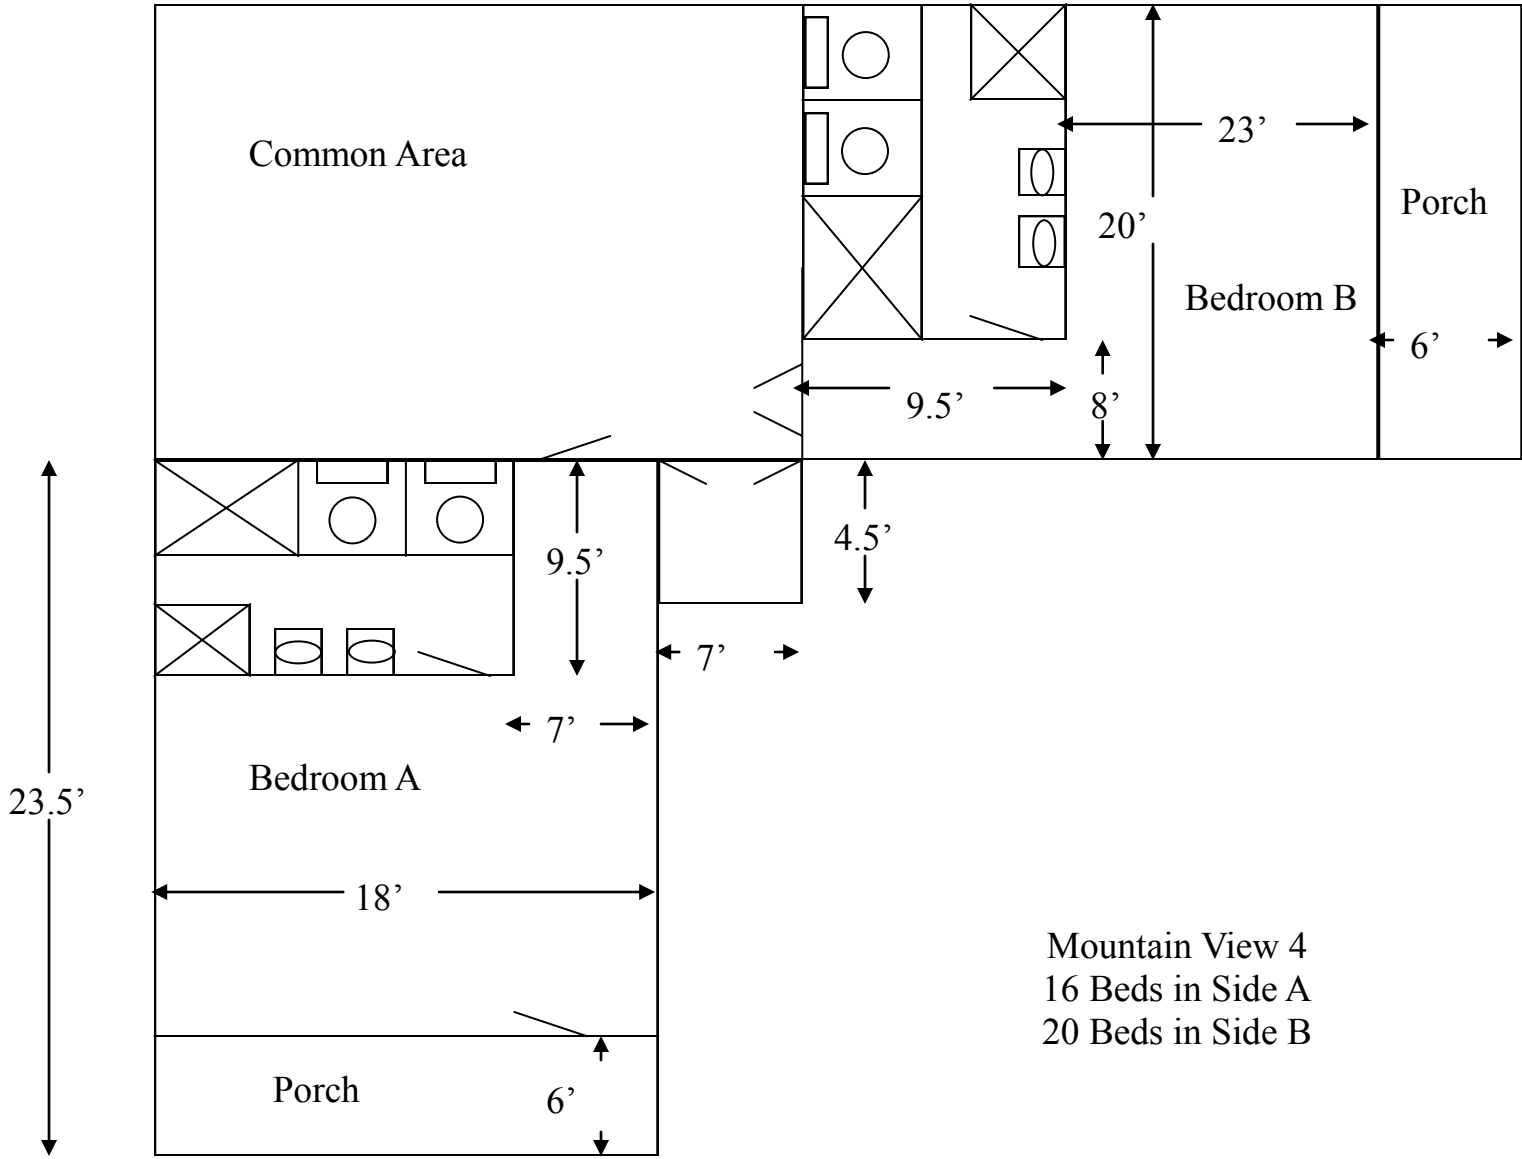 Common Area
23’
Porch
20’
Bedroom B
6’
9.5’
8’
4.5’
9.5’
7’
7’
Bedroom A
23.5’
18’
Mountain View 4
16 Beds in Side A
20 Beds in Side B
Porch
6’